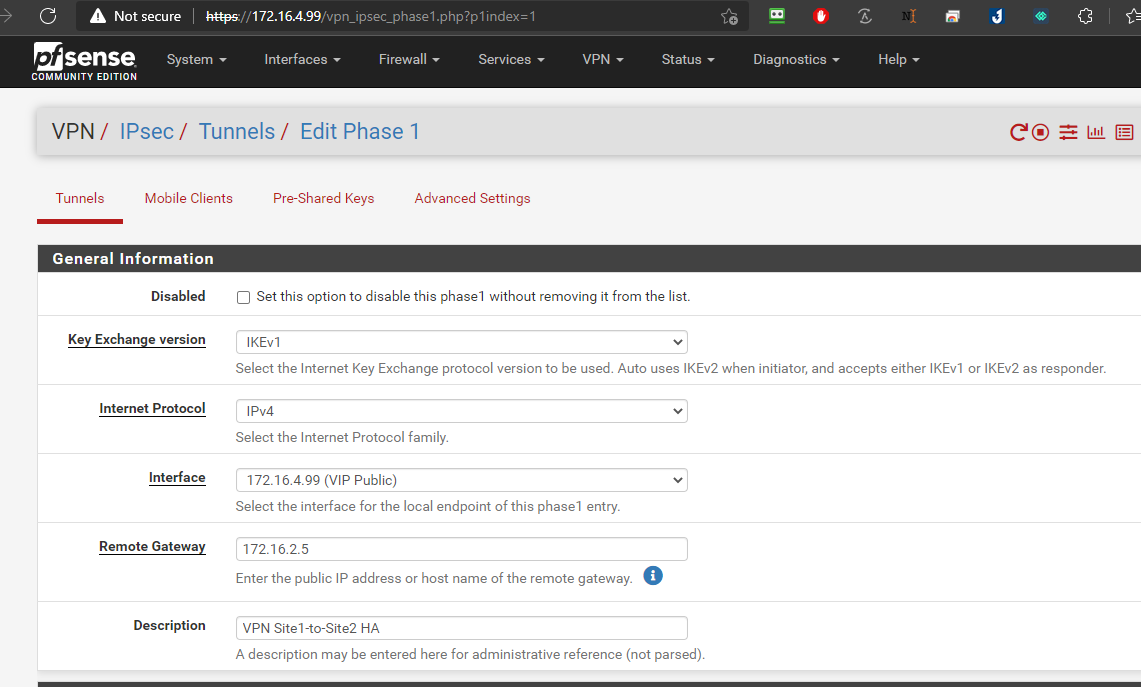 Not secure https://172.16.4.99/vpn_ipsec_phase1.php?p1index=1
pfsense
COMMUNITY EDITION
System Interfaces Firewall Services VPN Status Diagnostics Help
VPN / IPsec / Tunnels / Edit Phase 1
Tunnels Mobile Clients Pre-Shared Keys Advanced Settings
General Information
Disabled Set this option to disable this phase1 without removing it from the list.
Key Exchange version IKEv1
Select the Internet Key Exchange protocol version to be used. Auto uses IKEv2 when initiator, and accepts either IKEv1 or IKEv2 as responder.
Internet Protocol IPv4
Select the Internet Protocol family.
Interface 172.16.4.99 (VIP Public)
Select the interface for the local endpoint of this phase1 entry.
Remote Gateway 172.16.2.5
Enter the public IP address or host name of the remote gateway.
Description VPN Site1-to-Site2 HA
A description may be entered here for administrative reference (not parsed).